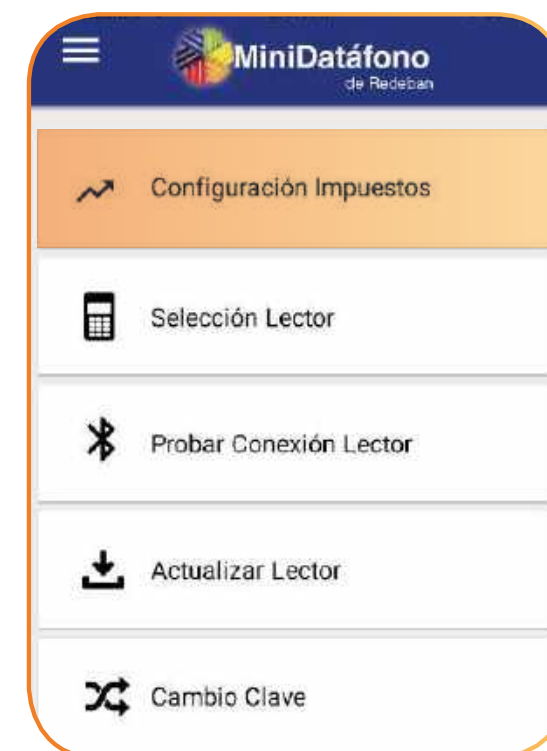 MiniDatáfono
de Redeban
Configuración Impuestos
Selección Lector
Probar Conexión Lector
Actualizar Lector
Cambio Clave